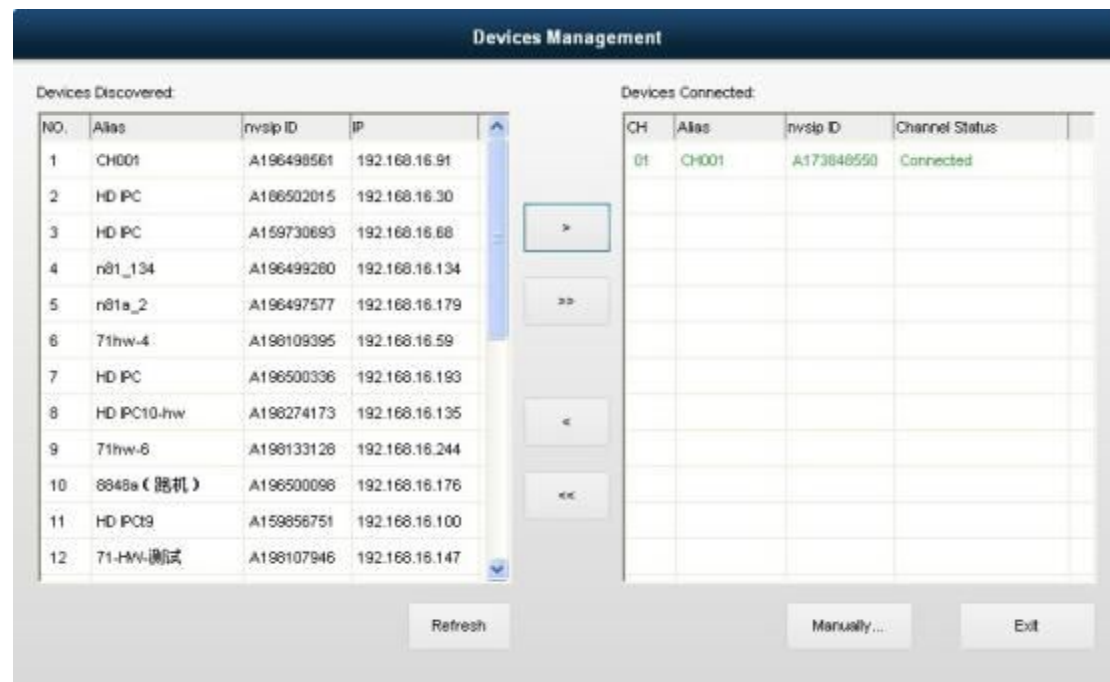 Devices Management
Devices Discovered:
Devices Connected:
NO. Alias nvsip ID IP
CH Alias nvsip ID Channel Status
1 CH001 A196498561 192.168.16.91
01 CH001 A173848550 Connected
2 HD IPC A186502015 192.168.16.30
3 HD IPC A159730693 192.168.16.68
4 n81_134 A196499280 192.168.16.134
5 n81a_2 A196497577 192.168.16.179
6 71hw-4 A198109395 192.168.16.59
7 HD IPC A196500336 192.168.16.193
8 HD IPC10-hw A198274173 192.168.16.135
9 71hw-6 A198133128 192.168.16.244
10 8848a（跑机） A196500098 192.168.16.176
11 HD IPCt9 A159856751 192.168.16.100
12 71-HW-测试 A198107946 192.168.16.147
>
>>
<
<<
Refresh
Manually...
Exit